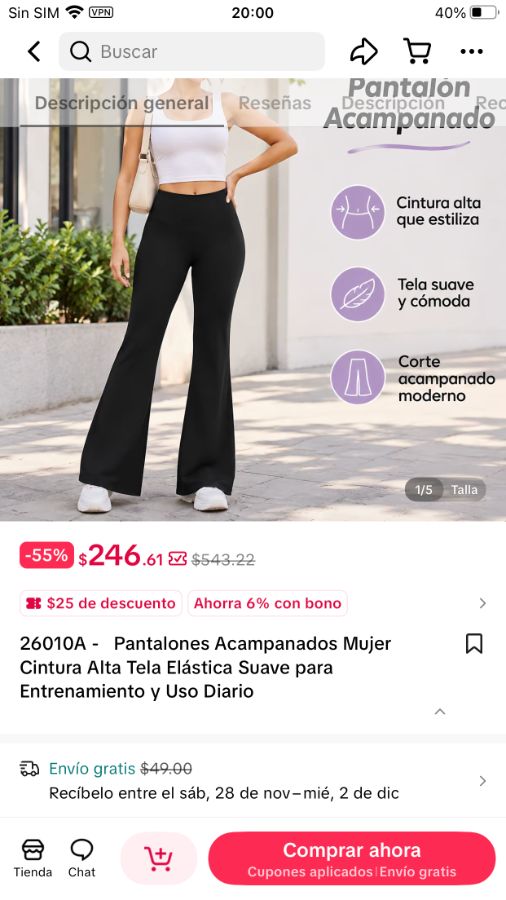 Sin SIM VPN 20:00 40%
Buscar
Descripción general Reseñas Descripción Rec
Pantalón
Acampanado
Cintura alta
que estiliza
Tela suave
y cómoda
Corte
acampanado
moderno
1/5 Talla
-55% $246.61 $543.22
$25 de descuento Ahorra 6% con bono
26010A - Pantalones Acampanados Mujer
Cintura Alta Tela Elástica Suave para
Entrenamiento y Uso Diario
Envío gratis $49.00
Recíbelo entre el sáb, 28 de nov–mié, 2 de dic
Tienda
Chat
Comprar ahora
Cupones aplicados|Envío gratis